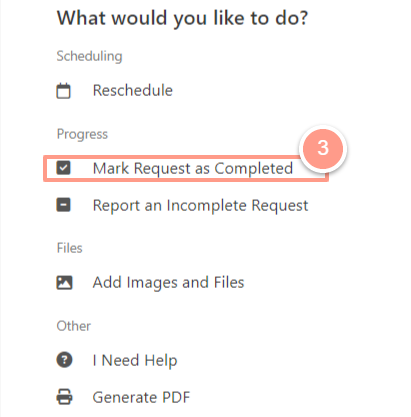 What would you like to do?
Scheduling
Reschedule
Progress
3
Mark Request as Completed
Report an Incomplete Request
Files
Add Images and Files
Other
? I Need Help
Generate PDF